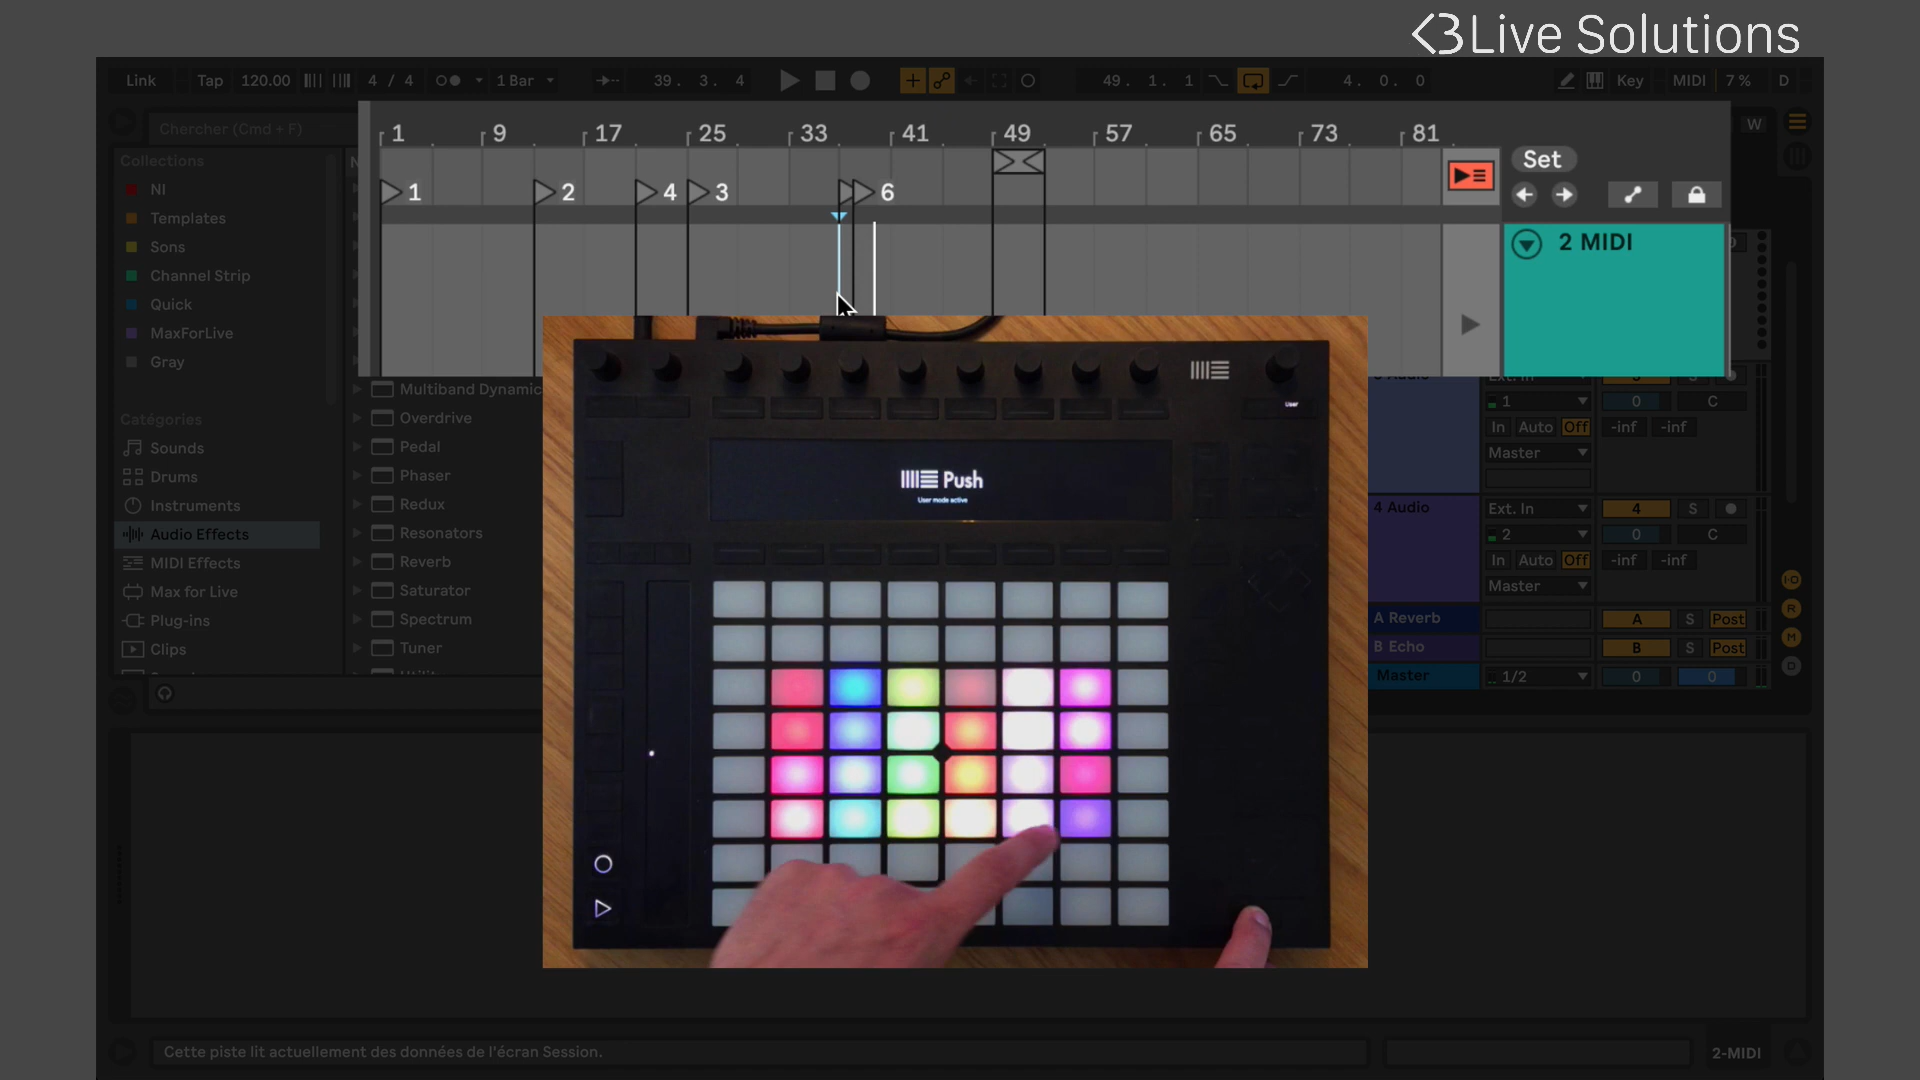 <3 Live Solutions
Link Tap 120.00 4 / 4 1 Bar 39. 3. 4 49. 1. 1 4. 0. 0 Key MIDI 7 % D
Chercher (Cmd + F)
1 9 17 25 33 41 49 57 65 73 81
W
Set
1 2 4 3 6
2 MIDI
Collections
NI
Templates
Sons
Channel Strip
Quick
MaxForLive
Gray
Catégories
Sounds
Drums
Instruments
Audio Effects
MIDI Effects
Max for Live
Plug-ins
Clips
Multiband Dynamic
Overdrive
Pedal
Phaser
Redux
Resonators
Reverb
Saturator
Spectrum
Tuner
User
Push
User mode active
1 0 C
In Auto Off -inf -inf
Master
4 Audio Ext. In 4 S
2 0 C
In Auto Off -inf -inf
Master
I·O
A Reverb A S Post
R
B Echo B S Post
M
Master 1/2 0 0
D
Cette piste lit actuellement des données de l'écran Session.
2-MIDI